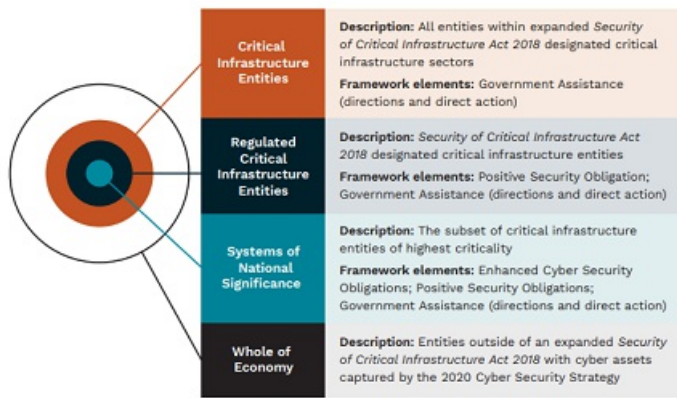 Critical
Infrastructure
Entities
Description: All entities within expanded Security
of Critical Infrastructure Act 2018 designated critical
infrastructure sectors
Framework elements: Government Assistance
(directions and direct action)
Regulated
Critical
Infrastructure
Entities
Description: Security of Critical Infrastructure Act
2018 designated critical infrastructure entities
Framework elements: Positive Security Obligation;
Government Assistance (directions and direct action)
Systems of
National
Significance
Description: The subset of critical infrastructure
entities of highest criticality
Framework elements: Enhanced Cyber Security
Obligations; Positive Security Obligations;
Government Assistance (directions and direct action)
Whole of
Economy
Description: Entities outside of an expanded Security
of Critical Infrastructure Act 2018 with cyber assets
captured by the 2020 Cyber Security Strategy